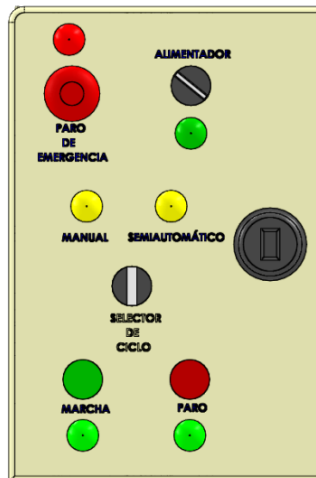 ALIMENTADOR
PARO
DE
EMERGENCIA
MANUAL
SEMIAUTOMÁTICO
SELECTOR
DE
CICLO
MARCHA
PARO